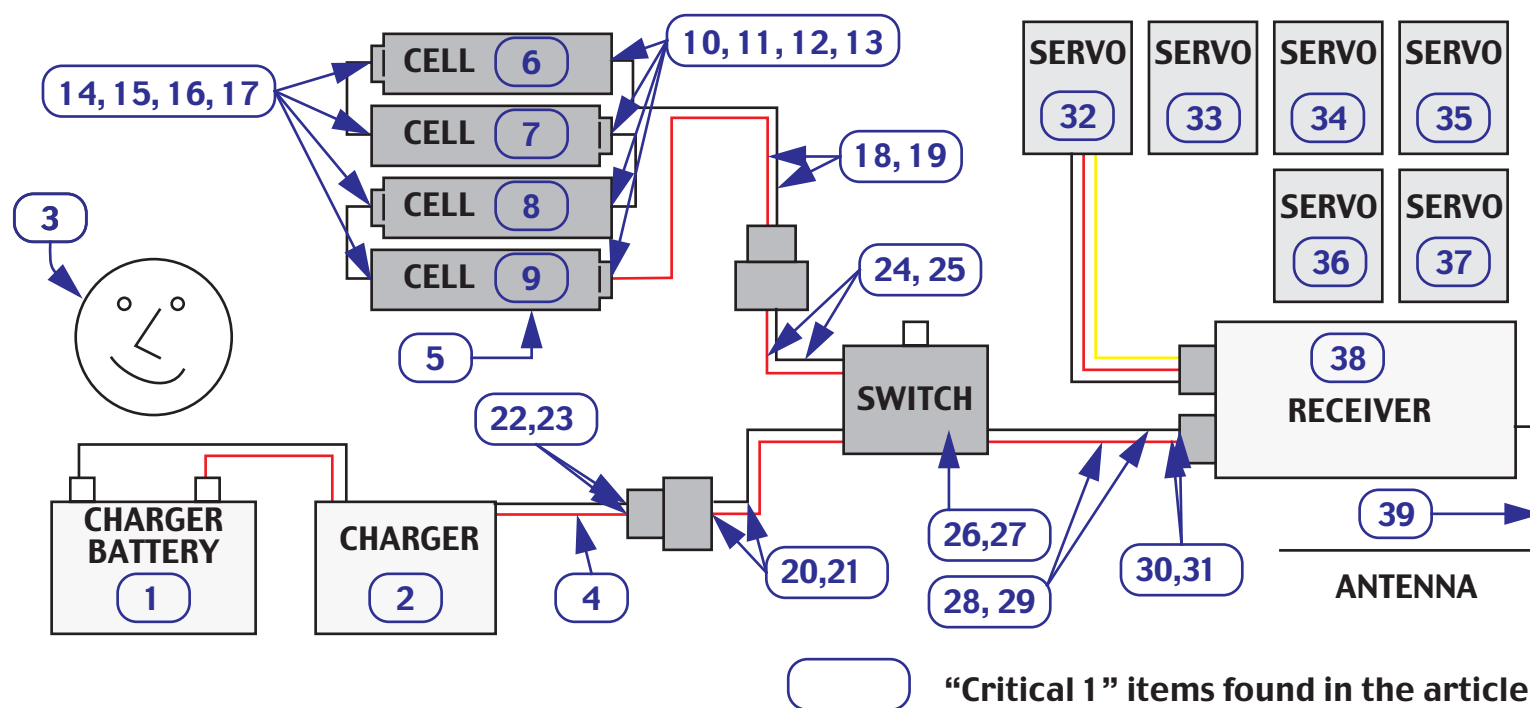 14, 15, 16, 17
CELL 6
10, 11, 12, 13
CELL 7
CELL 8
CELL 9
5
3
18, 19
24, 25
SERVO
32
SERVO
33
SERVO
34
SERVO
35
SERVO
36
SERVO
37
38
RECEIVER
SWITCH
22,23
CHARGER
BATTERY
1
CHARGER
2
4
20,21
26,27
28, 29
30,31
39
ANTENNA
“Critical 1” items found in the article